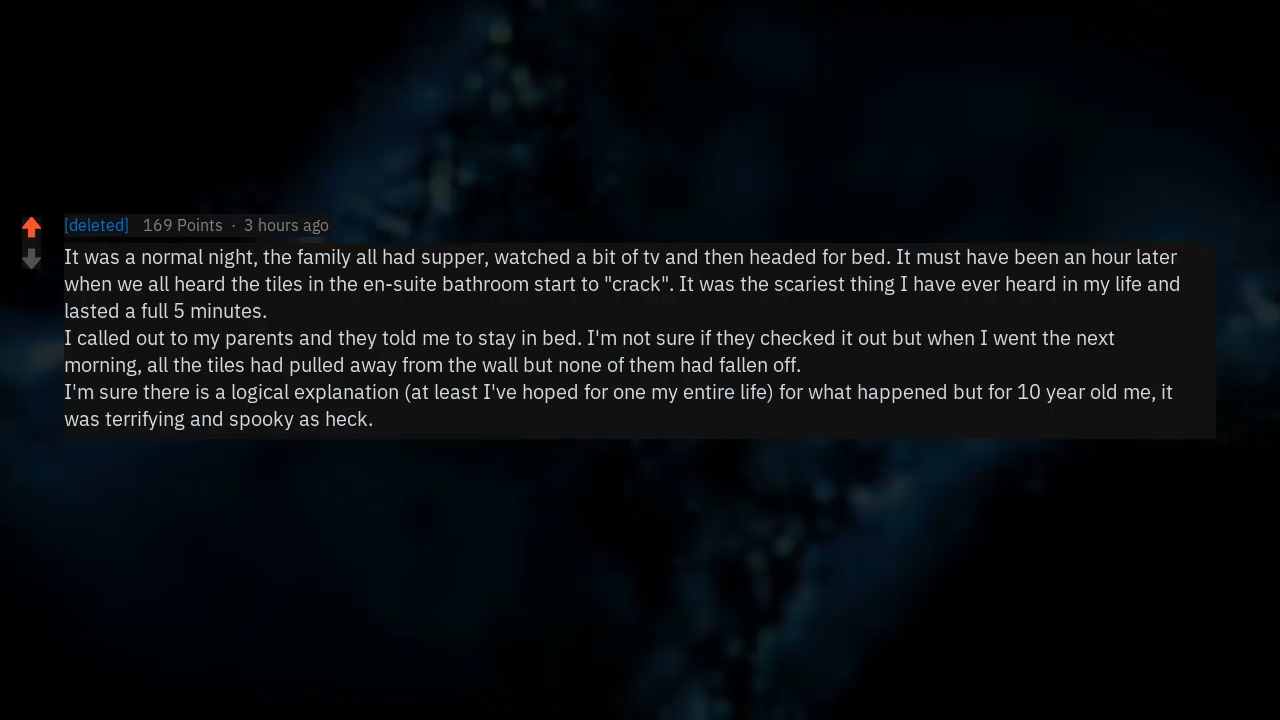 [deleted] 169 Points · 3 hours ago
It was a normal night, the family all had supper, watched a bit of tv and then headed for bed. It must have been an hour later
when we all heard the tiles in the en-suite bathroom start to "crack". It was the scariest thing I have ever heard in my life and
lasted a full 5 minutes.
I called out to my parents and they told me to stay in bed. I'm not sure if they checked it out but when I went the next
morning, all the tiles had pulled away from the wall but none of them had fallen off.
I'm sure there is a logical explanation (at least I've hoped for one my entire life) for what happened but for 10 year old me, it
was terrifying and spooky as heck.